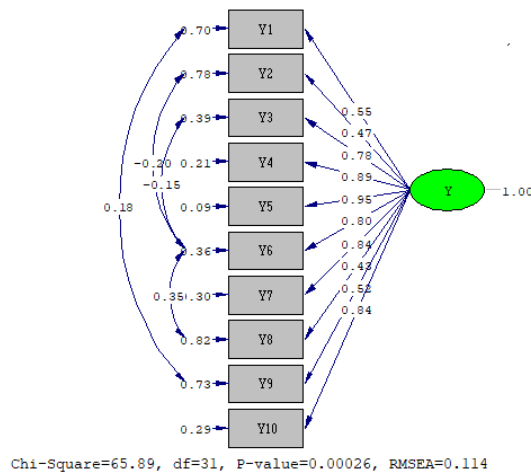 0.70 Y1
0.78 Y2
0.39 Y3
0.55
0.47
0.78
-0.20
0.21 Y4
0.89
Y
1.00
-0.15
0.18
0.09 Y5
0.95
0.36 Y6
0.80
0.84
0.35
0.30 Y7
0.43
0.52
0.84
0.82 Y8
0.73 Y9
0.29 Y10
Chi-Square=65.89, df=31, P-value=0.00026, RMSEA=0.114